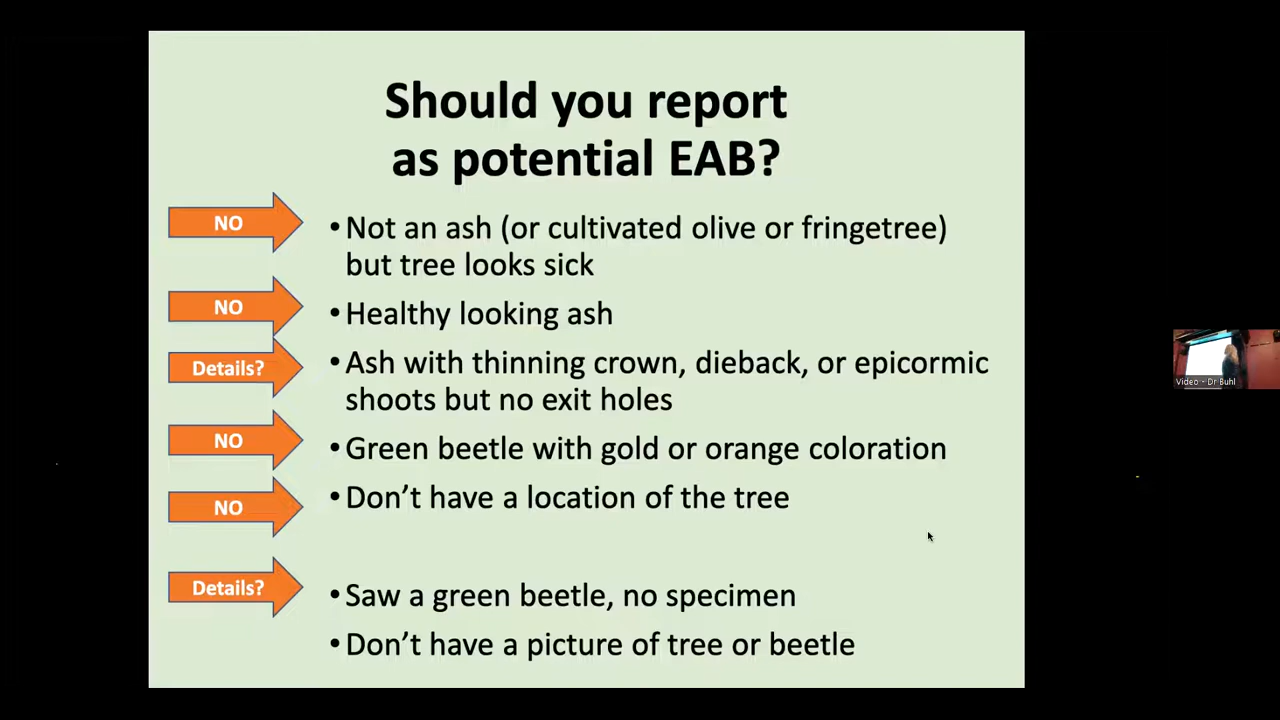 Should you report
as potential EAB?
NO
• Not an ash (or cultivated olive or fringetree)
but tree looks sick
NO
• Healthy looking ash
Details?
• Ash with thinning crown, dieback, or epicormic
shoots but no exit holes
NO
• Green beetle with gold or orange coloration
NO
• Don’t have a location of the tree
Details?
• Saw a green beetle, no specimen
• Don’t have a picture of tree or beetle
Video - Dr Buhl